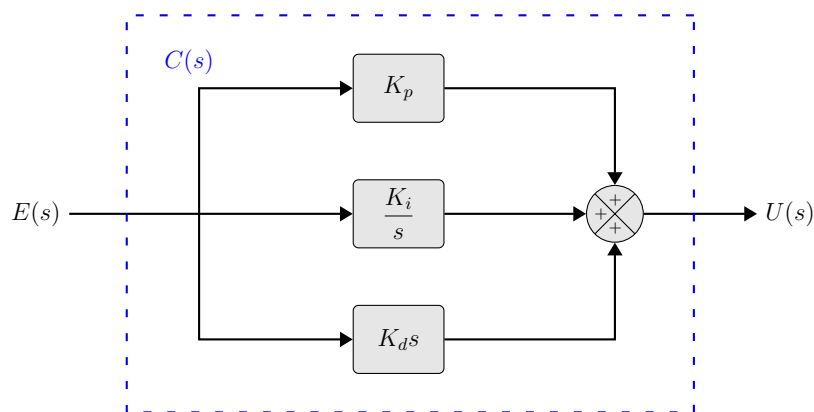 C(s)
K_p
E(s)
K_i
s
+
+
+
U(s)
K_d s